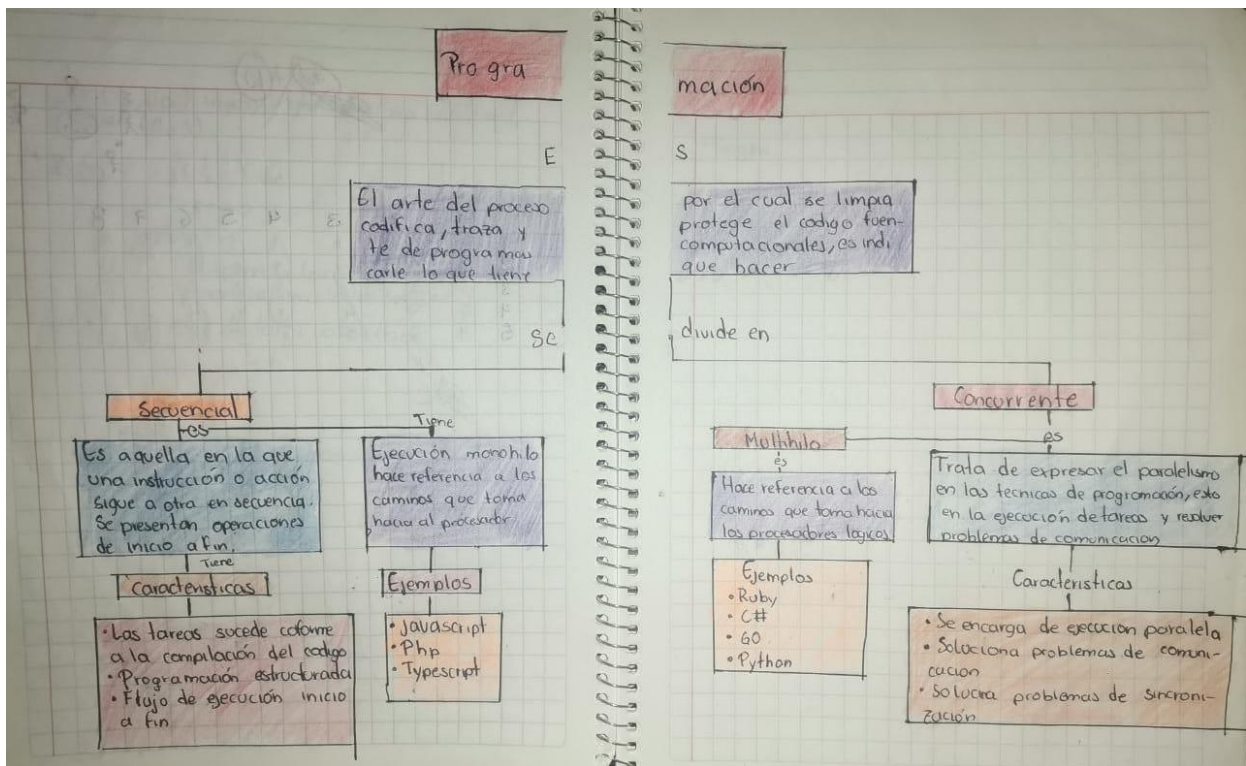 Progra mación
E S
El arte del proceso por el cual se limpia
codifica, traza y protege el codigo fuen-
te de programas computacionales, es indi
carle lo que tiene que hacer
Se divide en
Secuencial
es
Es aquella en la que
una instrucción o acción
sigue a otra en secuencia.
Se presentan operaciones
de inicio a fin.
Tiene
Caracteristicas
• Las tareas sucede coforme
a la compilación del codigo
• Programación estructurada
• Flujo de ejecución inicio
a fin
Tiene
Ejecución monohilo
hace referencia a los
caminos que toma
hacia al procesador
Ejemplos
• Javascript
• Php
• Typescript
Concurrente
Multihilo
es
Hace referencia a los
caminos que toma hacia
los procesadores logicos
Ejemplos
• Ruby
• C#
• GO
• Python
es
Trata de expresar el paralelismo
en las tecnicas de programación, esto
en la ejecución de tareas y resolver
problemas de comunicacion
Caracteristicas
• Se encarga de ejecucion paralela
• Soluciona problemas de comuni-
cacion
• Solucina problemas de sincroni-
zación